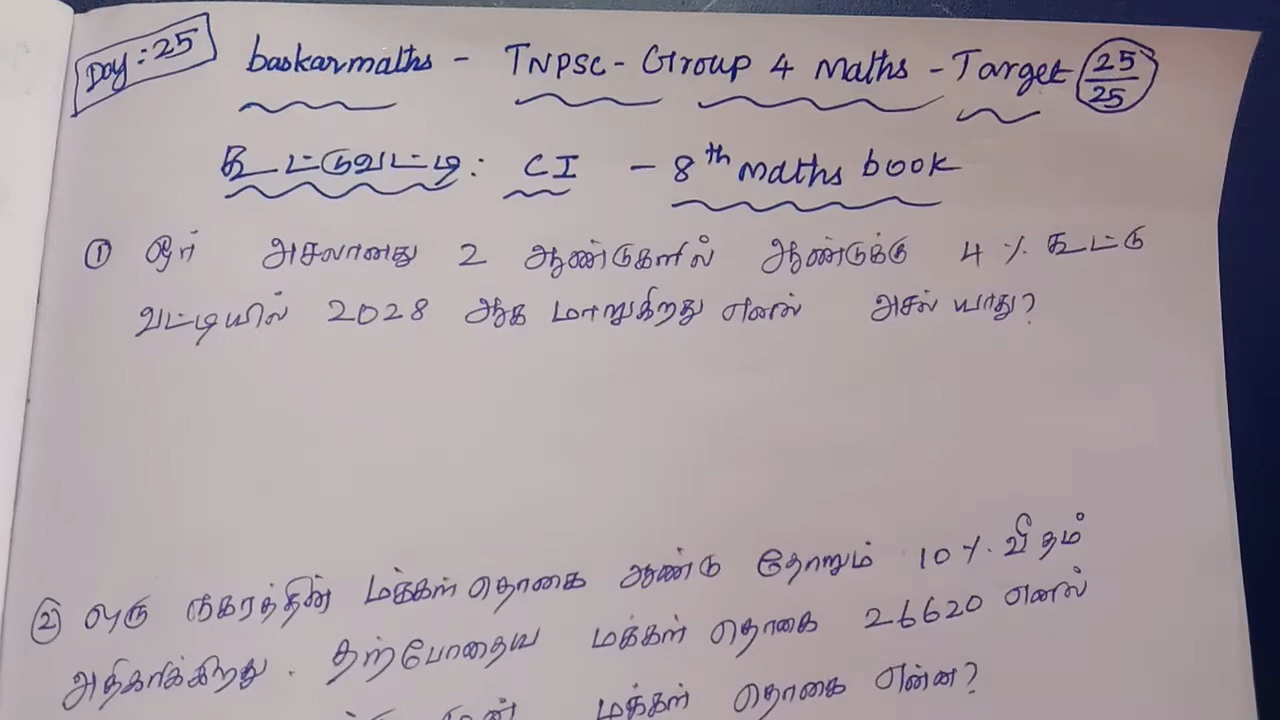 Day: 25
baskarmaths - TNPSC - Group 4 Maths - Target 25/25
கூட்டுவட்டி: CI - 8th maths book
① ஓர் அசலானது 2 ஆண்டுகளில் ஆண்டுக்கு 4% கூட்டு
வட்டியில் 2028 ஆக மாறுகிறது எனில் அசல் யாது?
② ஒரு நகரத்தின் மக்கள் தொகை ஆண்டு தோறும் 10% வீதம்
அதிகரிக்கிறது. தற்போதைய மக்கள் தொகை 26620 எனில்
மக்கள் தொகை என்ன?